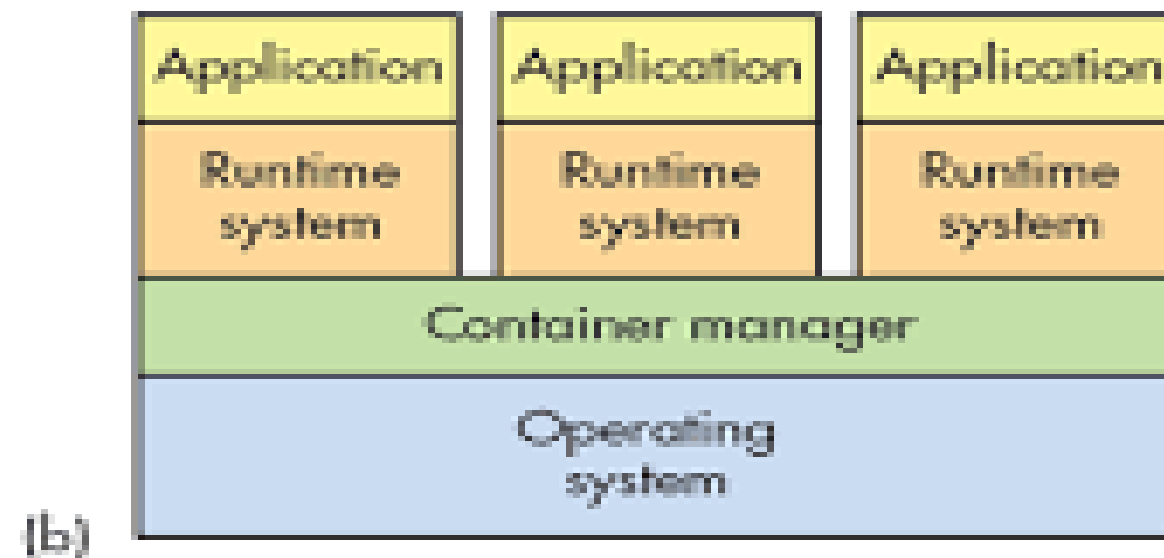 Application Application Application
Runtime Runtime Runtime
system system system
Container manager
Operating
system
(b)